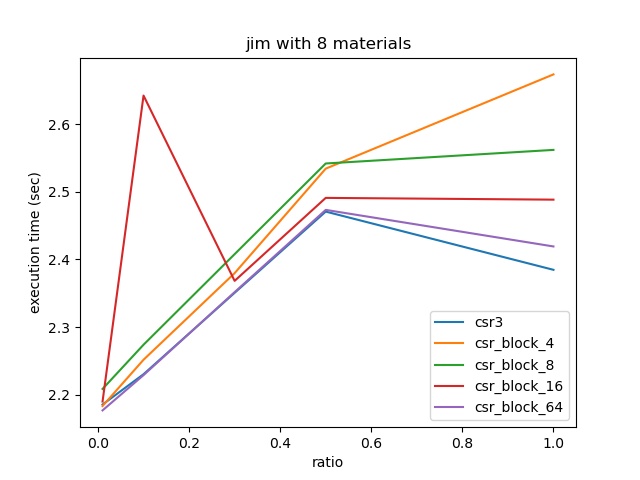 jim with 8 materials
execution time (sec)
2.6
2.5
2.4
2.3
2.2
0.0 0.2 0.4 0.6 0.8 1.0
ratio
csr3
csr_block_4
csr_block_8
csr_block_16
csr_block_64